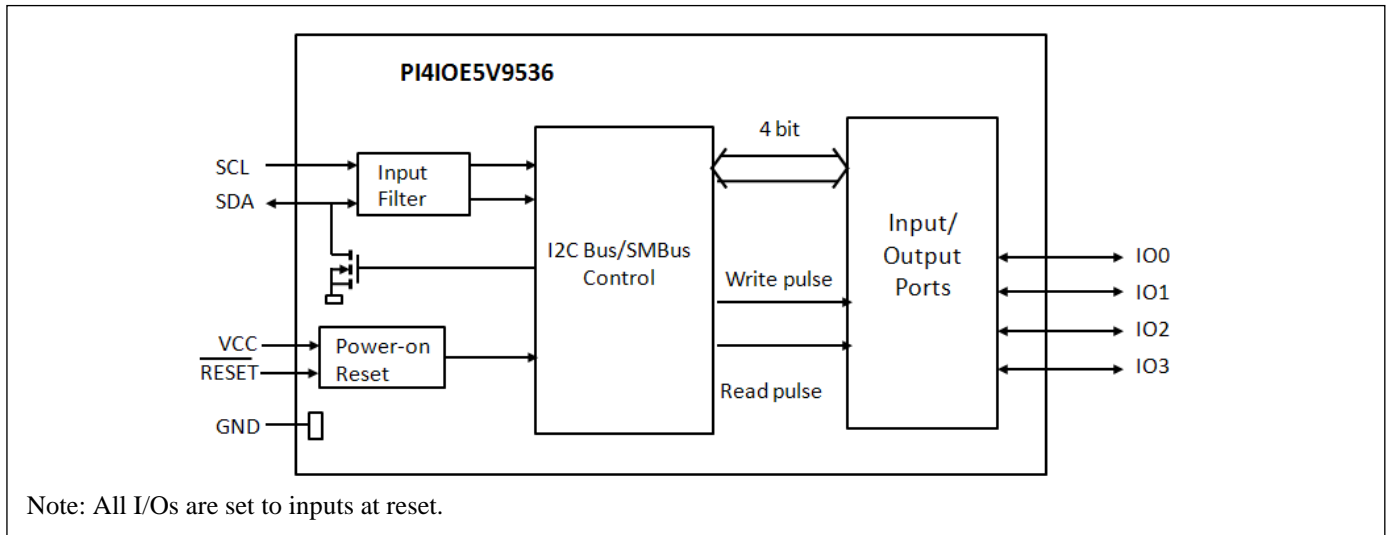 PI4IOE5V9536
SCL
SDA
Input
Filter
I2C Bus/SMBus
Control
4 bit
Write pulse
Read pulse
Input/
Output
Ports
IO0
IO1
IO2
IO3
VCC
RESET
Power-on
Reset
GND
Note: All I/Os are set to inputs at reset.